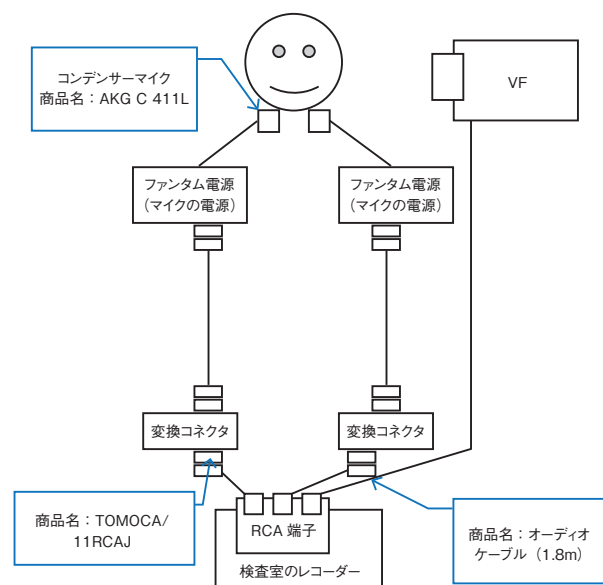 コンデンサーマイク
商品名：AKG C 411L
VF
ファンタム電源
（マイクの電源）
ファンタム電源
（マイクの電源）
変換コネクタ
変換コネクタ
商品名：TOMOCA/
11RCAJ
RCA 端子
検査室のレコーダー
商品名：オーディオ
ケーブル（1.8m）